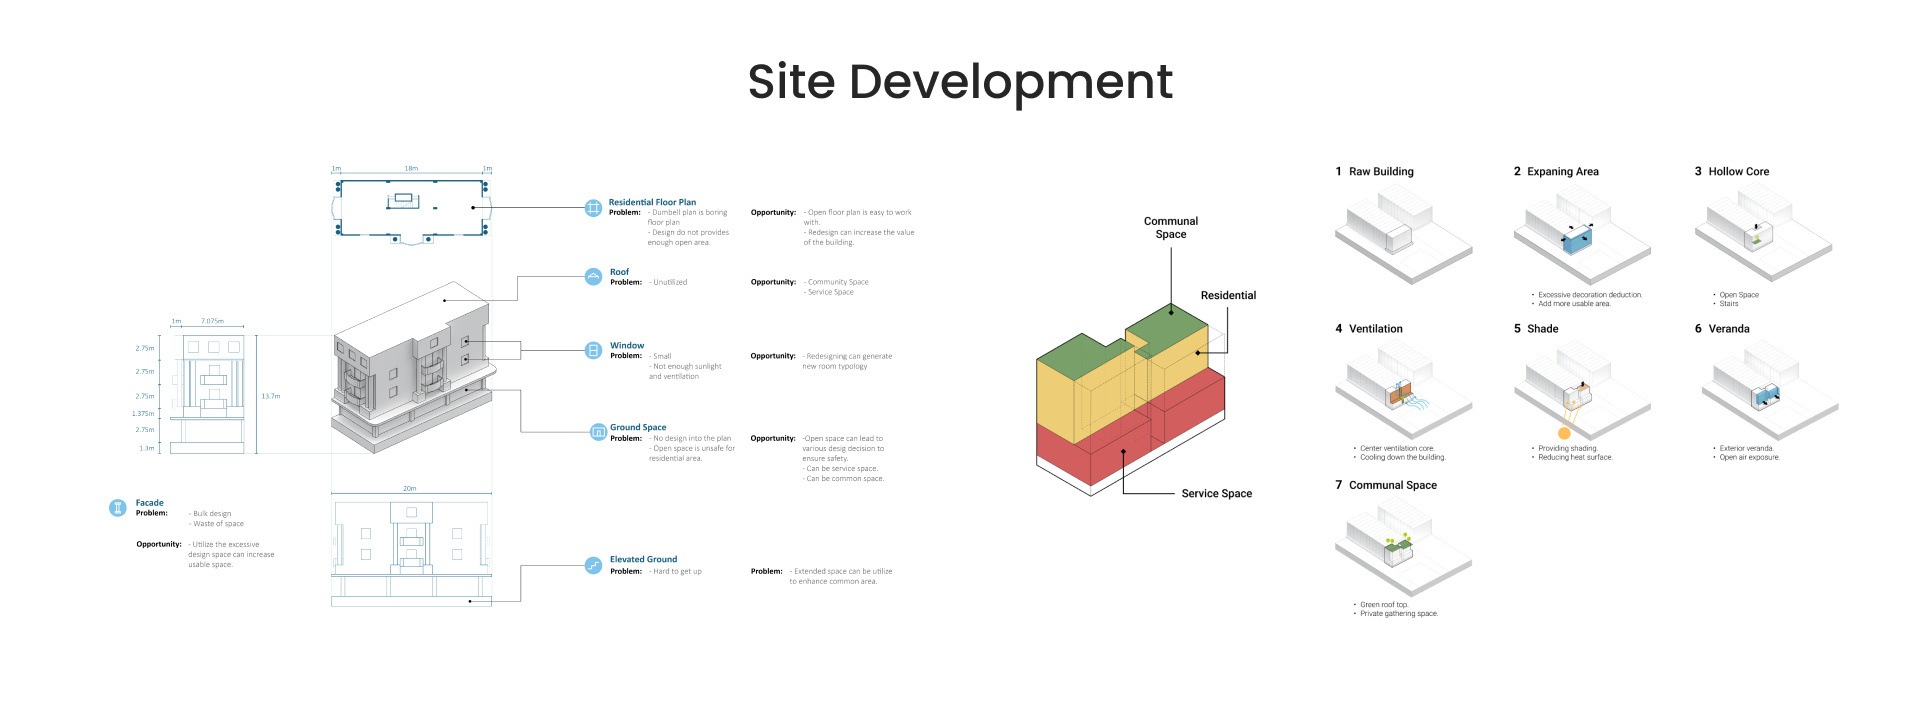 Site Development
1m
18m
1m
Residential Floor Plan
Problem:
- Dumbell plan is boring
floor plan
- Design do not provides
enough open area.
Opportunity:
- Open floor plan is easy to work
with.
- Redesign can increase the value
of the building.
Roof
Problem:
- Unutilized
Opportunity:
- Community Space
- Service Space
1m
7.075m
2.75m
2.75m
2.75m
1.375m
2.75m
1.3m
13.7m
Window
Problem:
- Small
- Not enough sunlight
and ventilation
Opportunity:
- Redesigning can generate
new room typology
Ground Space
Problem:
- No design into the plan
- Open space is unsafe for
residential area.
Opportunity:
-Open space can lead to
various desig decision to
ensure safety.
- Can be service space.
- Can be common space.
20m
Facade
Problem:
- Bulk design
- Waste of space
Opportunity:
- Utilize the excessive
design space can increase
usable space.
Elevated Ground
Problem:
- Hard to get up
Problem:
- Extended space can be utilize
to enhance common area.
Communal
Space
Residential
Service Space
1 Raw Building
2 Expaning Area
• Excessive decoration deduction.
• Add more usable area.
3 Hollow Core
• Open Space
• Stairs
4 Ventilation
• Center ventilation core.
• Cooling down the building.
5 Shade
• Providing shading.
• Reducing heat surface.
6 Veranda
• Exterior veranda.
• Open air exposure.
7 Communal Space
• Green roof top.
• Private gathering space.